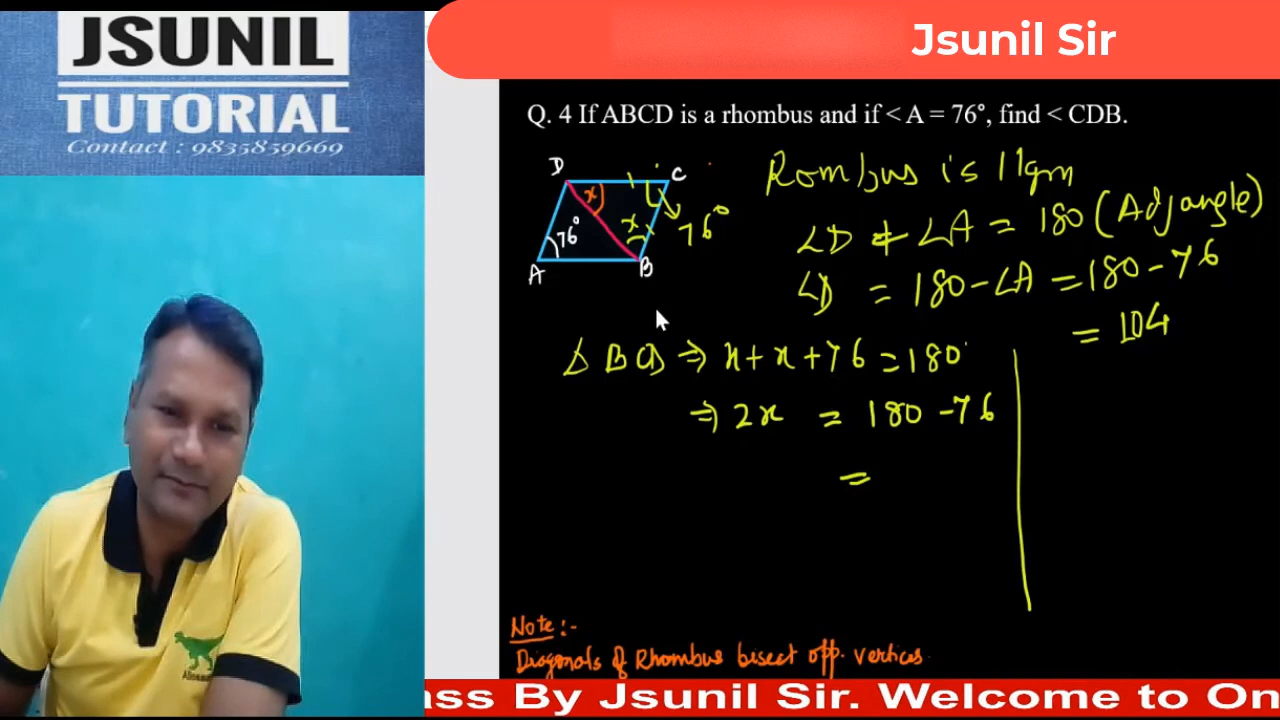 JSUNIL
TUTORIAL
Contact : 9835859669
Jsunil Sir
Q. 4 If ABCD is a rhombus and if < A = 76°, find < CDB.
D
C
x
x
76°
76°
A
B
Rombus is llgm
∠D + ∠A = 180 (Adj angle)
∠D = 180 - ∠A = 180 - 76
= 104
Δ BCD ⇒ x + x + 76 = 180
⇒ 2x = 180 - 76
=
Note :-
Diagonals of Rhombus bisect opp. vertices
ass By Jsunil Sir. Welcome to On